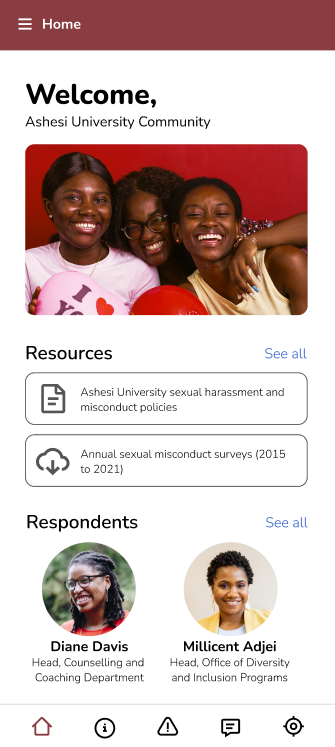 Home
Welcome,
Ashesi University Community
I
Yo
Resources
See all
Ashesi University sexual harassment and
misconduct policies
Annual sexual misconduct surveys (2015
to 2021)
Respondents
See all
Diane Davis
Head, Counselling and
Coaching Department
Millicent Adjei
Head, Office of Diversity
and Inclusion Programs